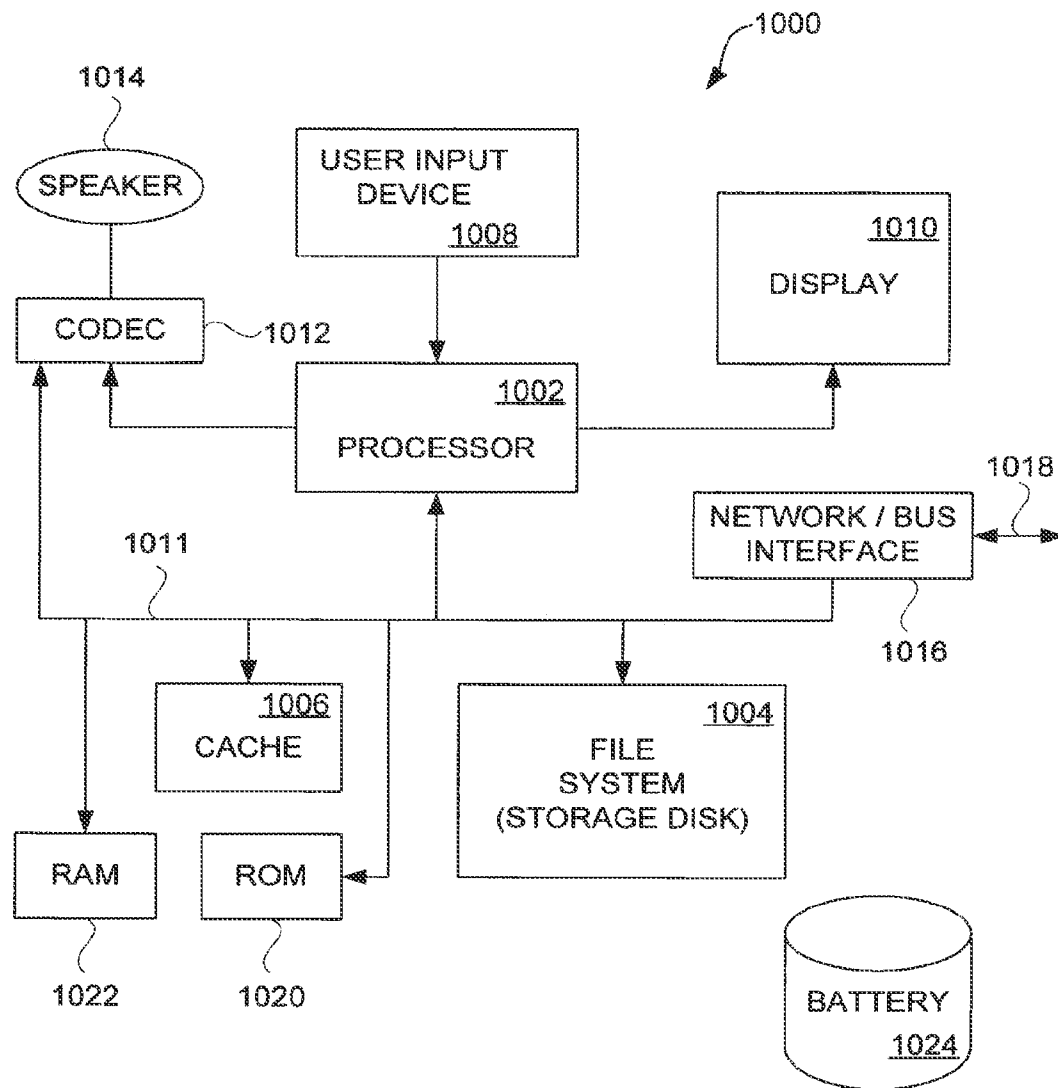 1000
1014
SPEAKER
USER INPUT
DEVICE
1008
1010
DISPLAY
CODEC
1012
1002
PROCESSOR
1018
NETWORK / BUS
INTERFACE
1011
1016
1006
CACHE
1004
FILE
SYSTEM
(STORAGE DISK)
RAM
ROM
1022
1020
BATTERY
1024